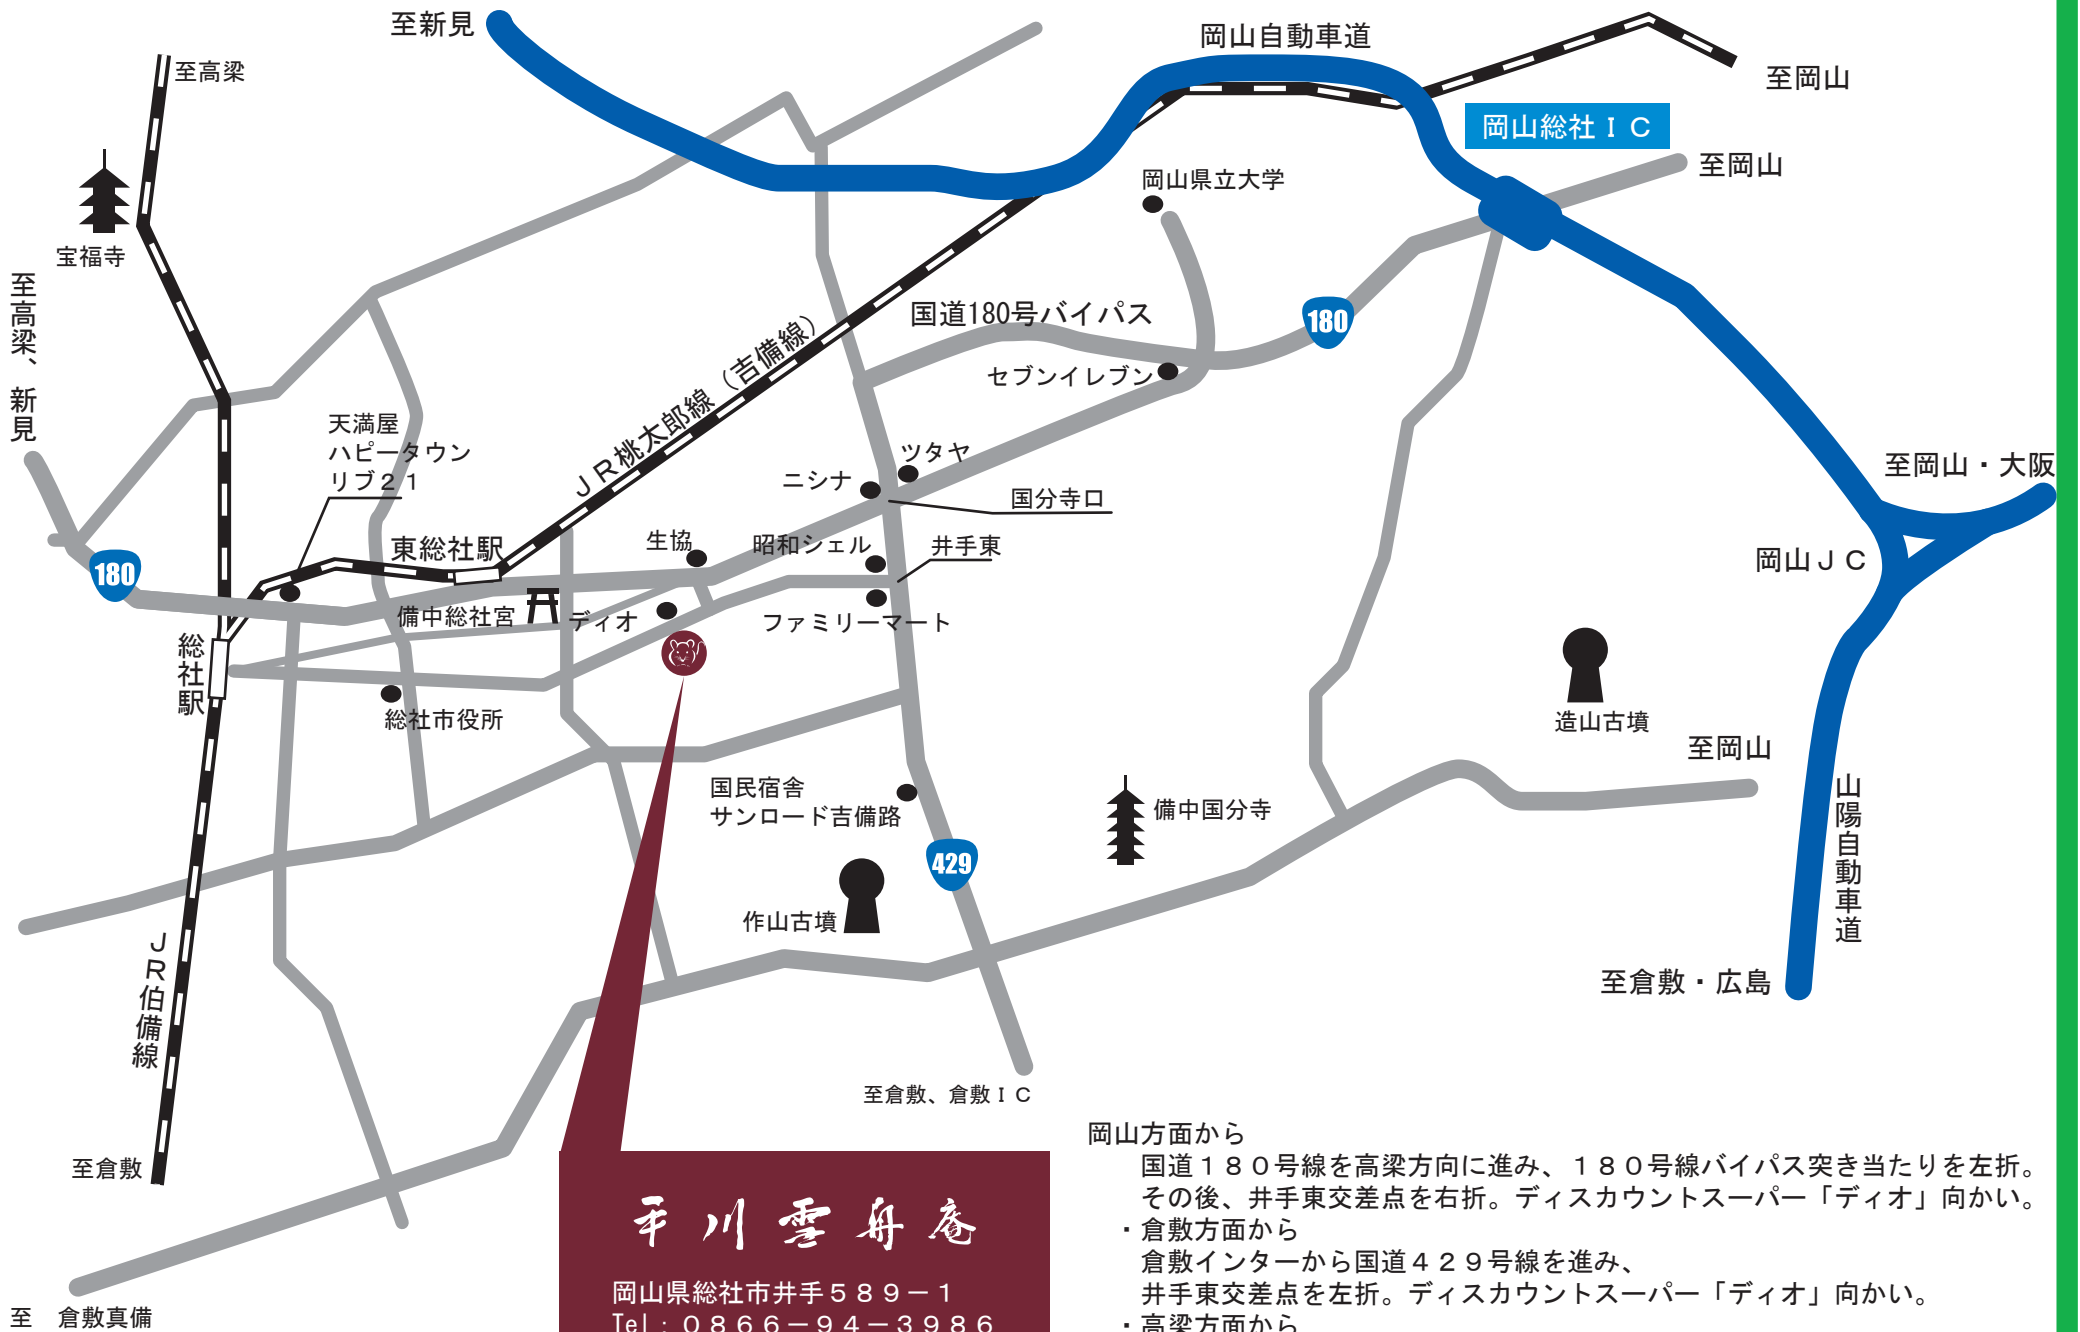 至新見
岡山自動車道
至岡山
至高梁
岡山総社ＩＣ
至岡山
岡山県立大学
宝福寺
至高梁、新見
国道180号バイパス
180
ＪＲ桃太郎線（吉備線）
セブンイレブン
天満屋
ハピータウン
リブ２１
ツタヤ
ニシナ
国分寺口
至岡山・大阪
東総社駅
生協
昭和シェル
井手東
岡山ＪＣ
180
備中総社宮
ディオ
ファミリーマート
総社駅
総社市役所
造山古墳
至岡山
国民宿舎
サンロード吉備路
備中国分寺
山陽自動車道
429
作山古墳
ＪＲ伯備線
至倉敷・広島
至倉敷、倉敷ＩＣ
至倉敷
至　倉敷真備
平川雪舟庵
岡山県総社市井手５８９－１
Tel：０８６６－９４－３９８６
岡山方面から
国道１８０号線を高梁方向に進み、１８０号線バイパス突き当たりを左折。
その後、井手東交差点を右折。ディスカウントスーパー「ディオ」向かい。
・倉敷方面から
倉敷インターから国道４２９号線を進み、
井手東交差点を左折。ディスカウントスーパー「ディオ」向かい。
・高梁方面から